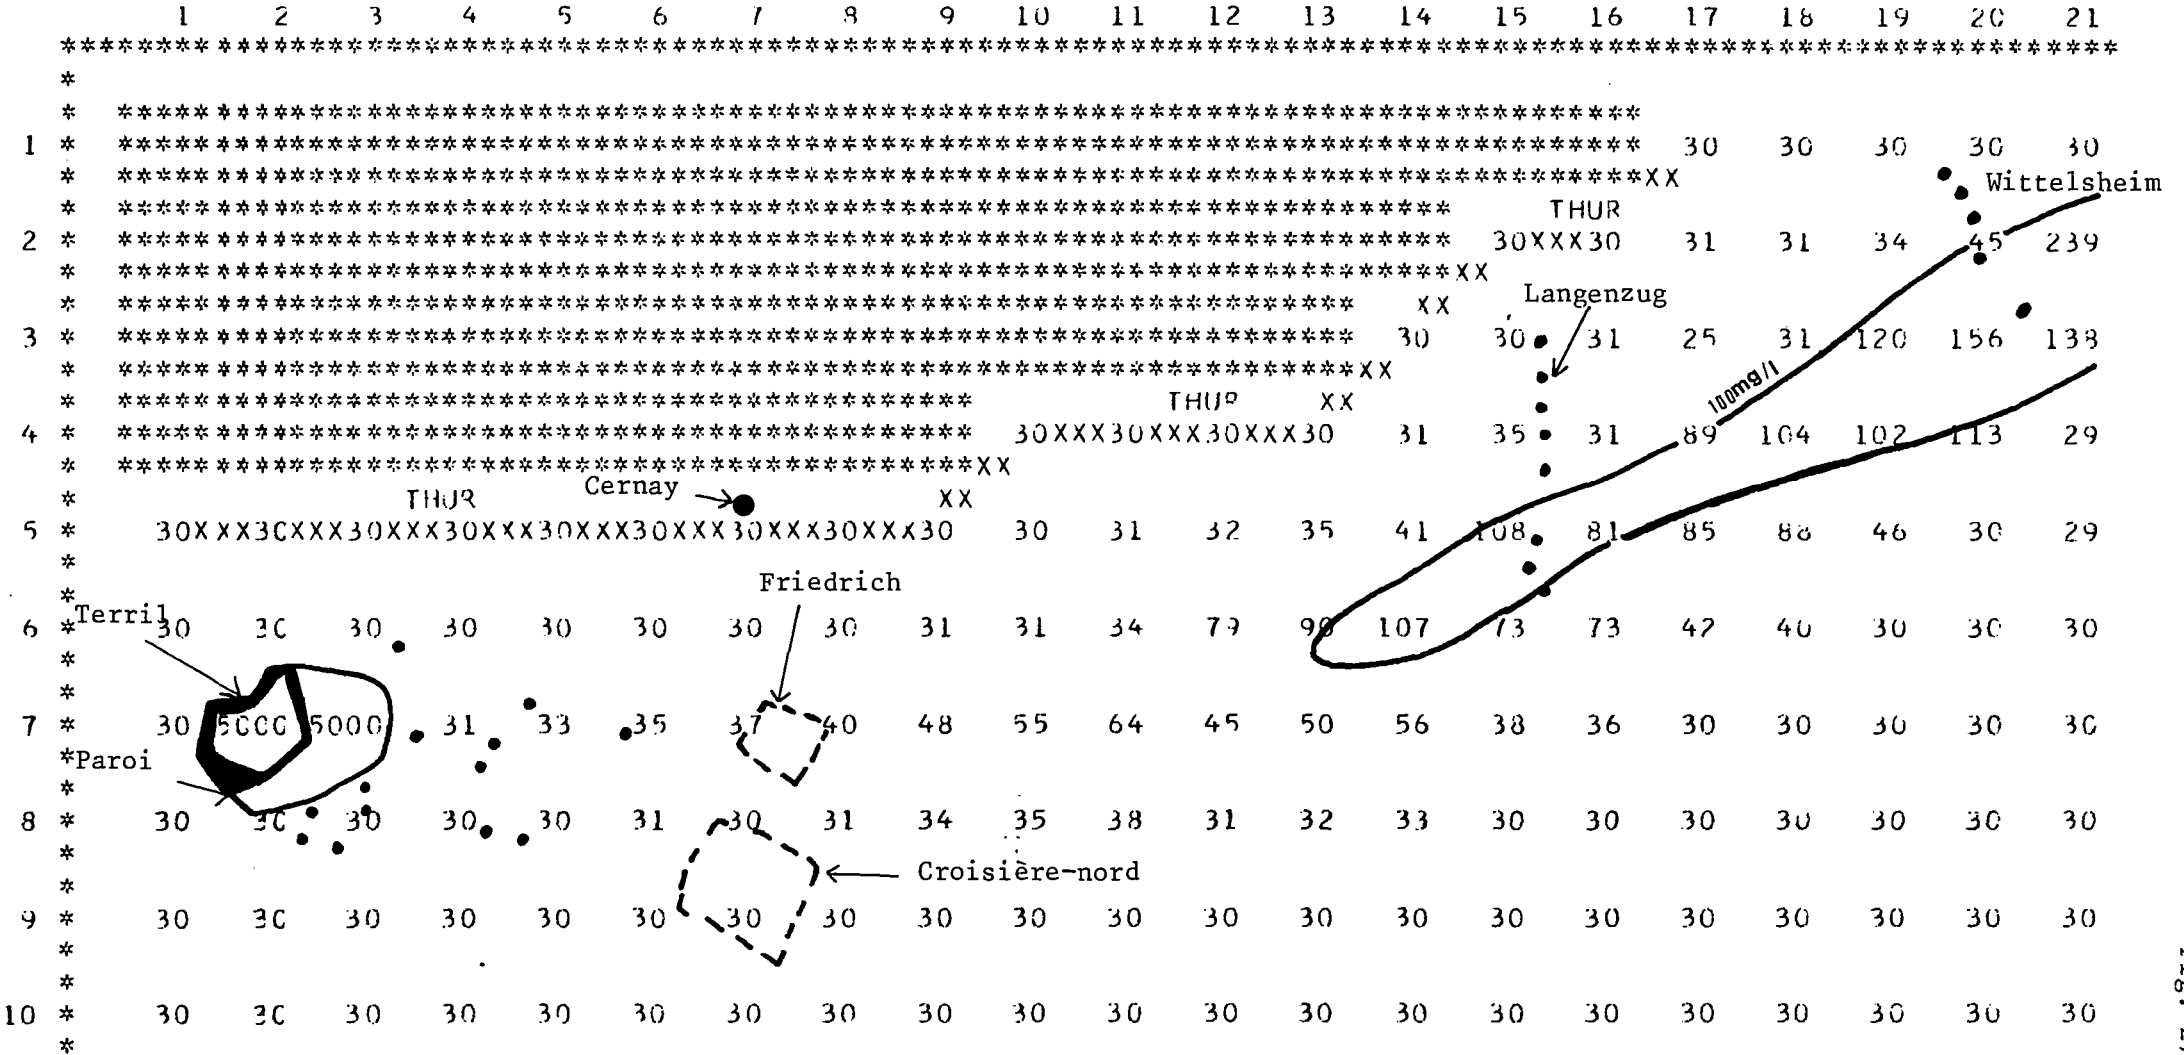 1 2 3 4 5 6 7 8 9 10 11 12 13 14 15 16 17 18 19 20 21
1 30 30 30 30 30
XX
Wittelsheim
THUR
2 30XXX30 31 31 34 45 239
XX
XX
Langenzug
3 30 30 31 25 31 120 156 138
XX
100mg/l
THUR XX
4 30XXX30XXX30XXX30 31 35 31 89 104 102 113 29
XX
THUR Cernay XX
5 30XXX30XXX30XXX30XXX30XXX30XXX30XXX30XXX30 30 31 32 35 41 108 81 85 88 46 30 29
Friedrich
Terril
6 30 30 30 30 30 30 30 30 31 31 34 79 90 107 73 73 42 40 30 30 30
7 30 5000 5000 31 33 35 37 40 48 55 64 45 50 56 38 36 30 30 30 30 30
Paroi
8 30 30 30 30 30 31 30 31 34 35 38 31 32 33 30 30 30 30 30 30 30
Croisière-nord
9 30 30 30 30 30 30 30 30 30 30 30 30 30 30 30 30 30 30 30 30 30
10 30 30 30 30 30 30 30 30 30 30 30 30 30 30 30 30 30 30 30 30 30